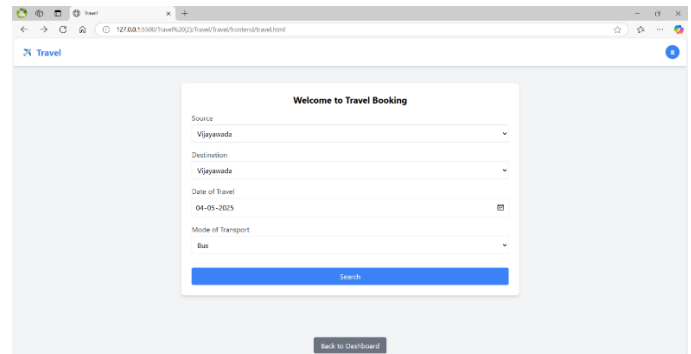 Travel
127.0.0.1:5500/Travel%20(2)/Travel/Travel/frontend/travel.html
Travel
R
Welcome to Travel Booking
Source
Vijayawada
Destination
Vijayawada
Date of Travel
04-05-2025
Mode of Transport
Bus
Search
Back to Dashboard